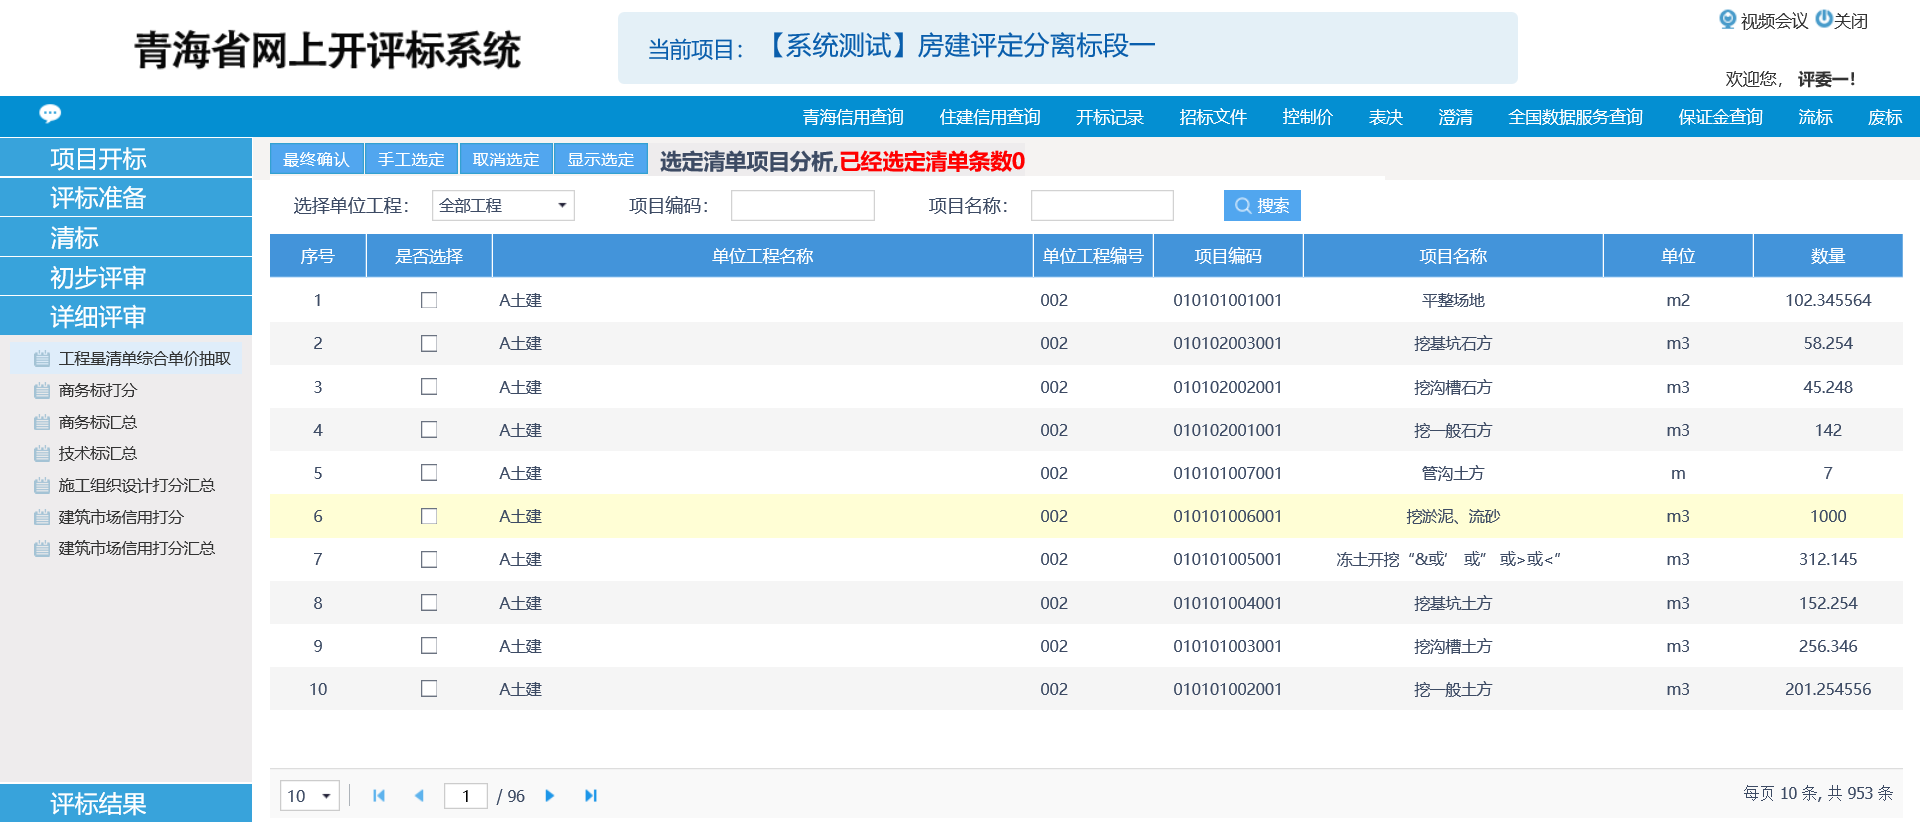 青海省网上开评标系统
当前项目： 【系统测试】房建评定分离标段一
视频会议 关闭
欢迎您， 评委一！
青海信用查询 住建信用查询 开标记录 招标文件 控制价 表决 澄清 全国数据服务查询 保证金查询 流标 废标
项目开标
评标准备
清标
初步评审
详细评审
工程量清单综合单价抽取
商务标打分
商务标汇总
技术标汇总
施工组织设计打分汇总
建筑市场信用打分
建筑市场信用打分汇总
评标结果
最终确认 手工选定 取消选定 显示选定 选定清单项目分析,已经选定清单条数0
选择单位工程： 全部工程 项目编码： 项目名称： 搜索
序号 是否选择 单位工程名称 单位工程编号 项目编码 项目名称 单位 数量
1 A土建 002 010101001001 平整场地 m2 102.345564
2 A土建 002 010102003001 挖基坑石方 m3 58.254
3 A土建 002 010102002001 挖沟槽石方 m3 45.248
4 A土建 002 010102001001 挖一般石方 m3 142
5 A土建 002 010101007001 管沟土方 m 7
6 A土建 002 010101006001 挖淤泥、流砂 m3 1000
7 A土建 002 010101005001 冻土开挖“&或’ 或” 或>或<” m3 312.145
8 A土建 002 010101004001 挖基坑土方 m3 152.254
9 A土建 002 010101003001 挖沟槽土方 m3 256.346
10 A土建 002 010101002001 挖一般土方 m3 201.254556
10 1 / 96 每页 10 条, 共 953 条